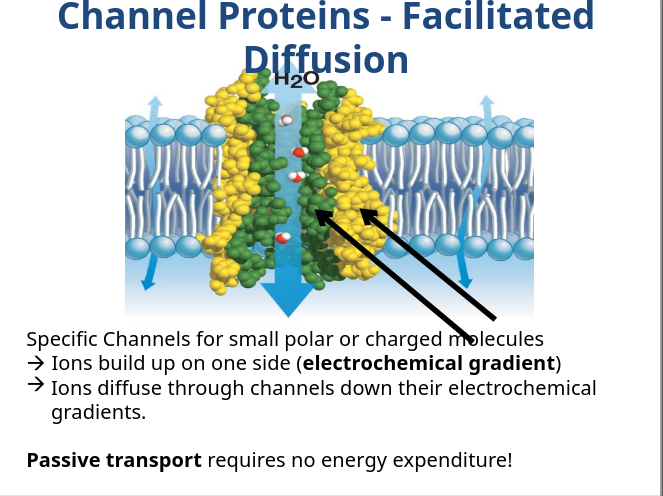 Channel Proteins - Facilitated
Diffusion
H2O
Specific Channels for small polar or charged molecules
→ Ions build up on one side (electrochemical gradient)
→ Ions diffuse through channels down their electrochemical
gradients.
Passive transport requires no energy expenditure!